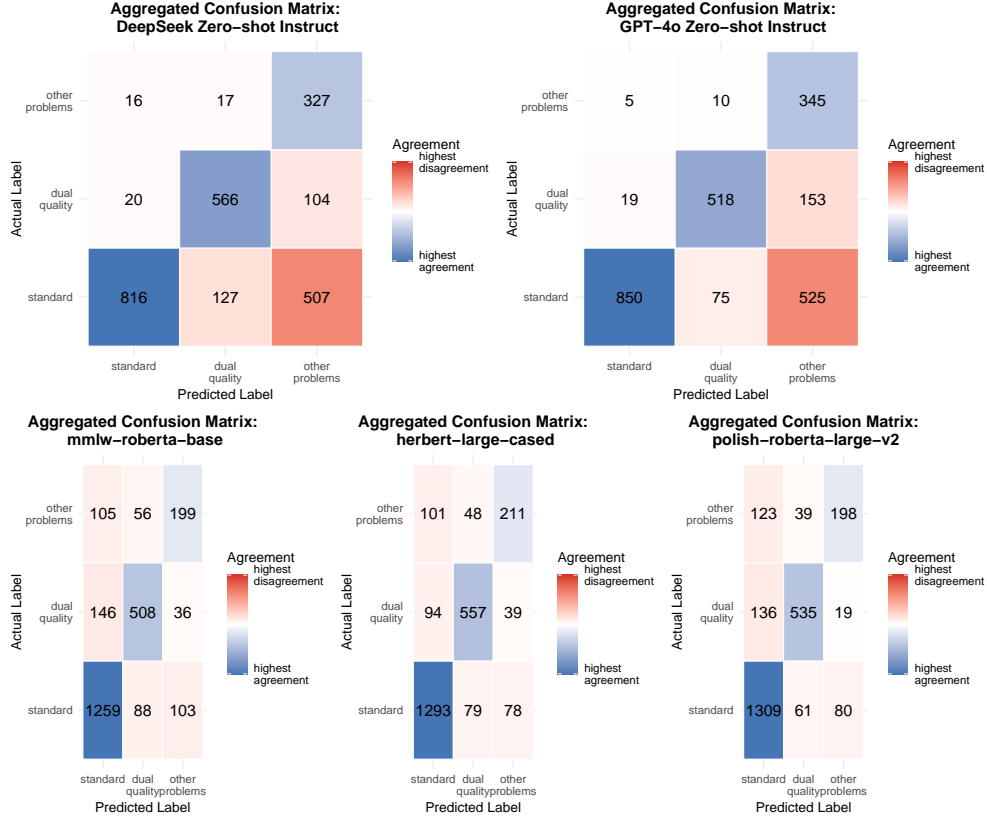 Aggregated Confusion Matrix:
DeepSeek Zero−shot Instruct
Actual Label
other
problems
16 17 327
dual
quality
20 566 104
standard
816 127 507
standard dual
quality other
problems
Predicted Label
Agreement
highest
disagreement
highest
agreement
Aggregated Confusion Matrix:
GPT−4o Zero−shot Instruct
Actual Label
other
problems
5 10 345
dual
quality
19 518 153
standard
850 75 525
standard dual
quality other
problems
Predicted Label
Agreement
highest
disagreement
highest
agreement
Aggregated Confusion Matrix:
mmlw−roberta−base
Actual Label
other
problems
105 56 199
dual
quality
146 508 36
standard
1259 88 103
standard dual
quality other
problems
Predicted Label
Agreement
highest
disagreement
highest
agreement
Aggregated Confusion Matrix:
herbert−large−cased
Actual Label
other
problems
101 48 211
dual
quality
94 557 39
standard
1293 79 78
standard dual
quality other
problems
Predicted Label
Agreement
highest
disagreement
highest
agreement
Aggregated Confusion Matrix:
polish−roberta−large−v2
Actual Label
other
problems
123 39 198
dual
quality
136 535 19
standard
1309 61 80
standard dual
quality other
problems
Predicted Label
Agreement
highest
disagreement
highest
agreement